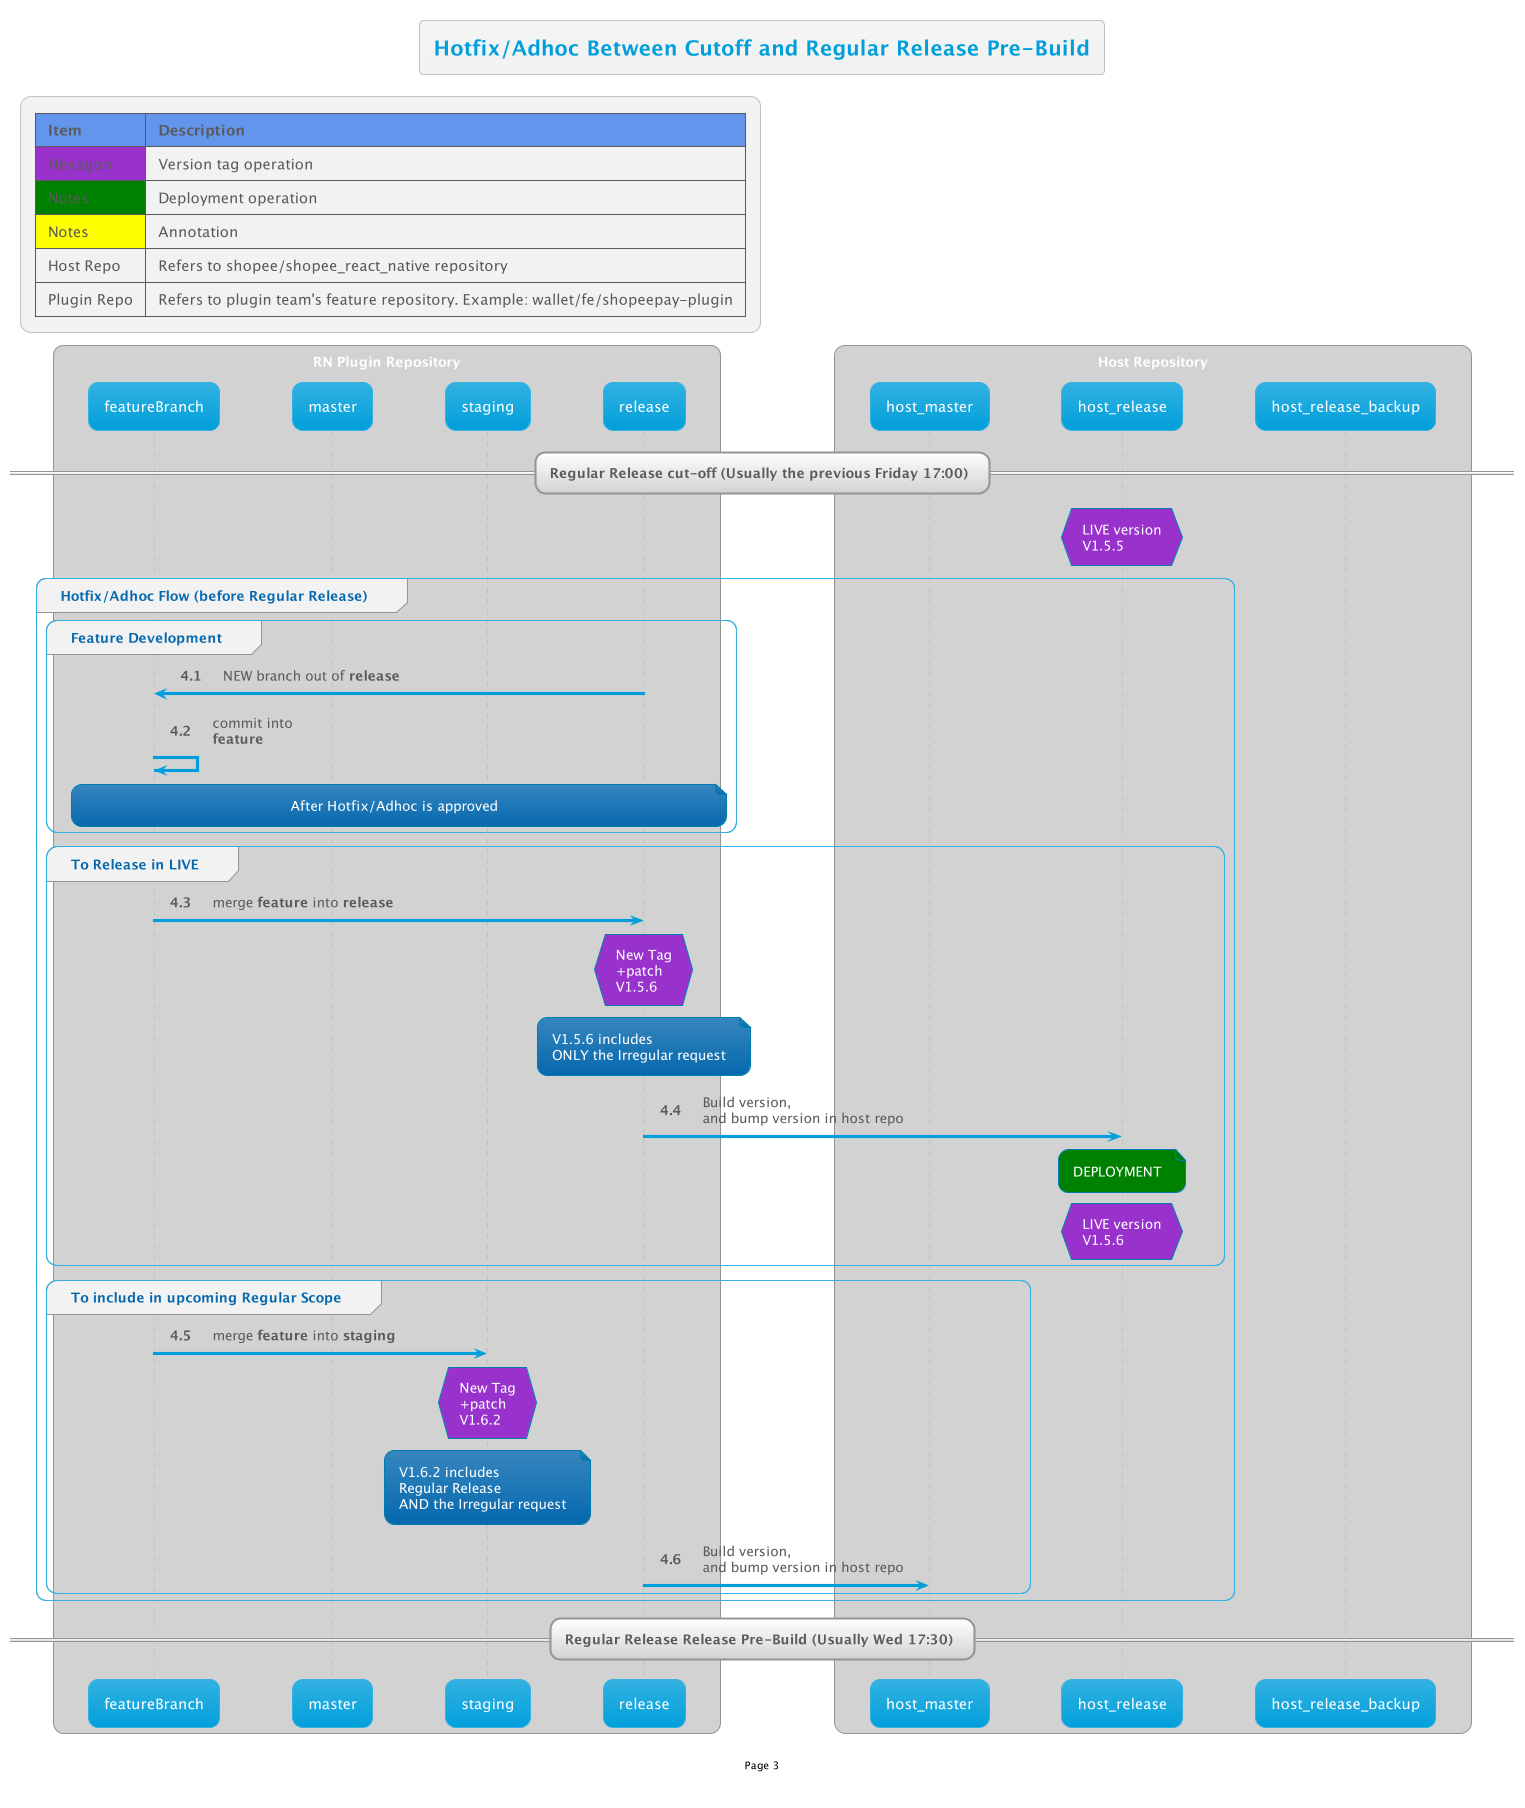 Hotfix/Adhoc Between Cutoff and Regular Release Pre-Build
Item Description
Hexagon Version tag operation
Notes Deployment operation
Notes Annotation
Host Repo Refers to shopee/shopee_react_native repository
Plugin Repo Refers to plugin team's feature repository. Example: wallet/fe/shopeepay-plugin
RN Plugin Repository Host Repository
featureBranch master staging release host_master host_release host_release_backup
Regular Release cut-off (Usually the previous Friday 17:00)
LIVE version
V1.5.5
Hotfix/Adhoc Flow (before Regular Release)
Feature Development
4.1 NEW branch out of release
4.2 commit into
feature
After Hotfix/Adhoc is approved
To Release in LIVE
4.3 merge feature into release
New Tag
+patch
V1.5.6
V1.5.6 includes
ONLY the Irregular request
4.4 Build version,
and bump version in host repo
DEPLOYMENT
LIVE version
V1.5.6
To include in upcoming Regular Scope
4.5 merge feature into staging
New Tag
+patch
V1.6.2
V1.6.2 includes
Regular Release
AND the Irregular request
4.6 Build version,
and bump version in host repo
Regular Release Release Pre-Build (Usually Wed 17:30)
featureBranch master staging release host_master host_release host_release_backup
Page 3